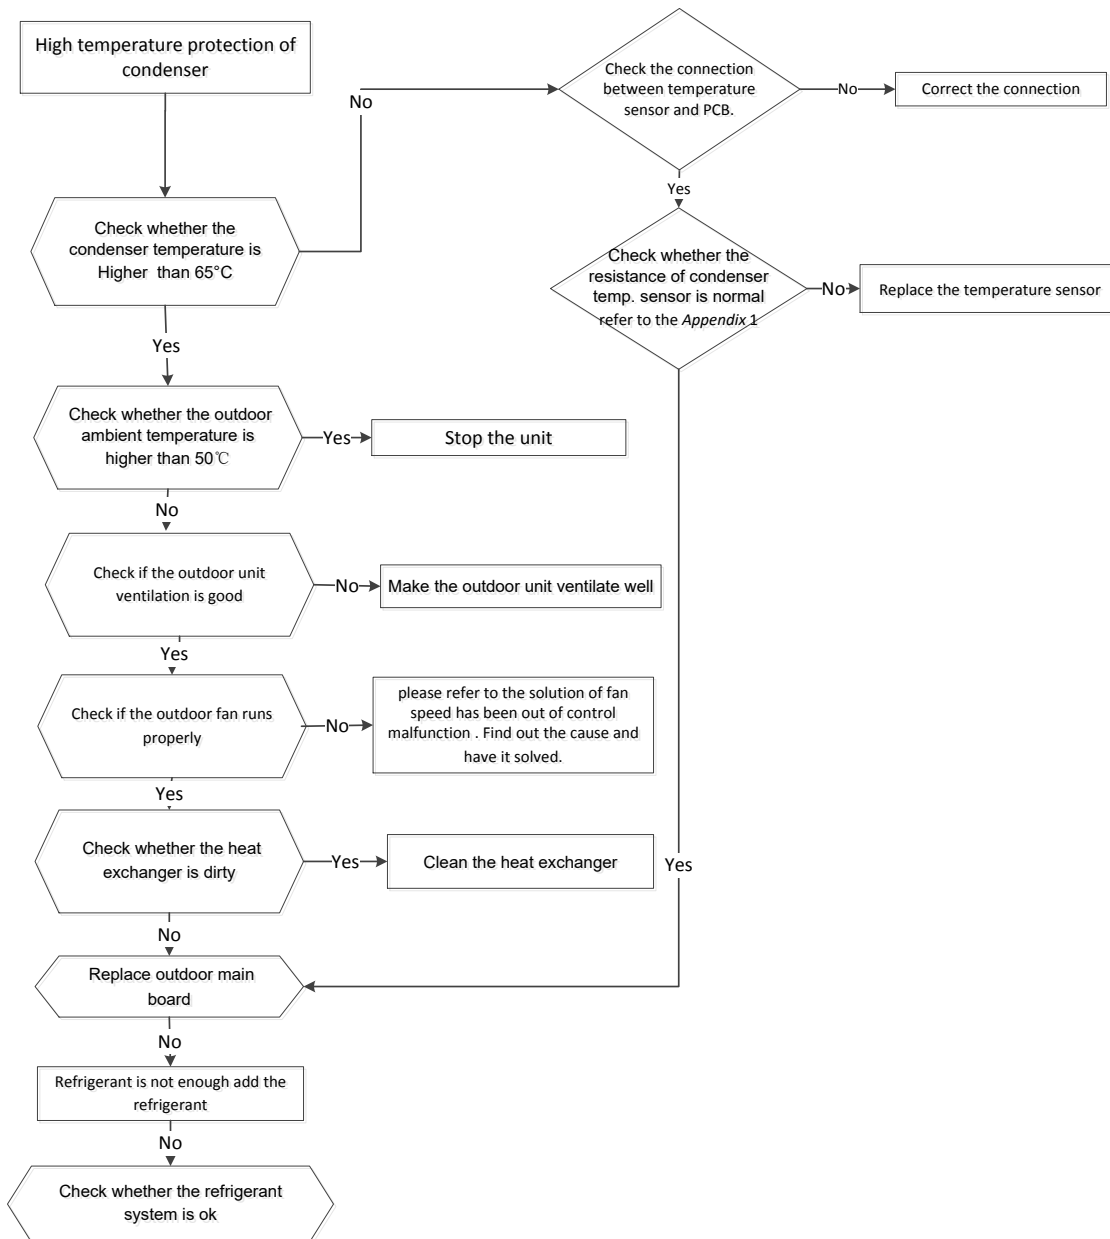 High temperature protection of
condenser
No
Check the connection
between temperature
sensor and PCB.
No
Correct the connection
Yes
Check whether the
condenser temperature is
Higher than 65°C
Check whether the
resistance of condenser
temp. sensor is normal
refer to the Appendix 1
No
Replace the temperature sensor
Yes
Check whether the outdoor
ambient temperature is
higher than 50℃
Yes
Stop the unit
No
Check if the outdoor unit
ventilation is good
No
Make the outdoor unit ventilate well
Yes
Check if the outdoor fan runs
properly
No
please refer to the solution of fan
speed has been out of control
malfunction . Find out the cause and
have it solved.
Yes
Check whether the heat
exchanger is dirty
Yes
Clean the heat exchanger
Yes
No
Replace outdoor main
board
No
Refrigerant is not enough add the
refrigerant
No
Check whether the refrigerant
system is ok